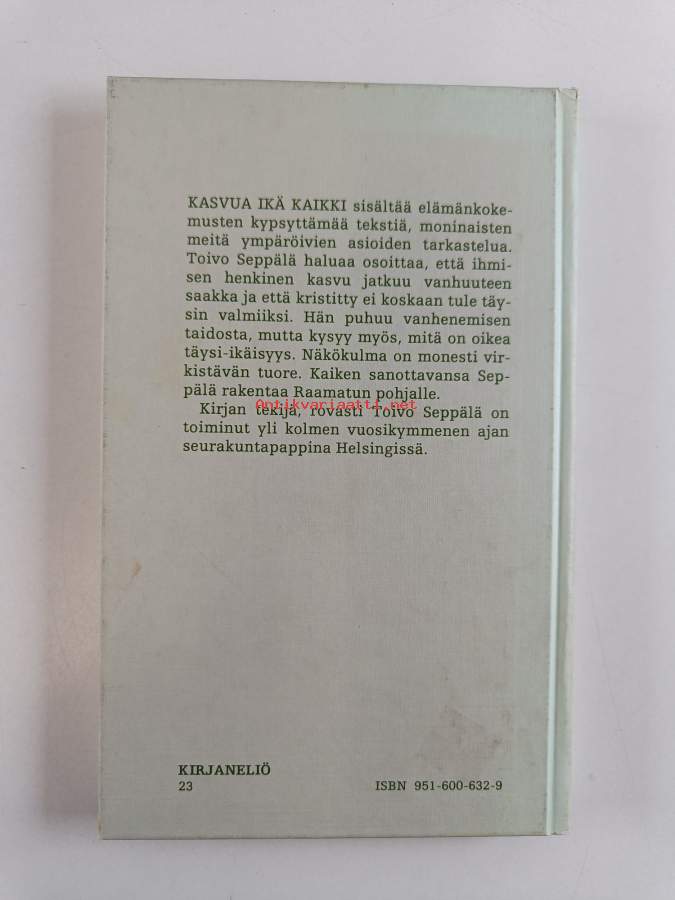 KASVUA IKÄ KAIKKI sisältää elämänkoke-
musten kypsyttämää tekstiä, moninaisten
meitä ympäröivien asioiden tarkastelua.
Toivo Seppälä haluaa osoittaa, että ihmi-
sen henkinen kasvu jatkuu vanhuuteen
saakka ja että kristitty ei koskaan tule täy-
sin valmiiksi. Hän puhuu vanhenemisen
taidosta, mutta kysyy myös, mitä on oikea
täysi-ikäisyys. Näkökulma on monesti vir-
kistävän tuore. Kaiken sanottavansa Sep-
pälä rakentaa Raamatun pohjalle.
Antikvariaatti.net
Kirjan tekijä, rovasti Toivo Seppälä on
toiminut yli kolmen vuosikymmenen ajan
seurakuntapappina Helsingissä.
KIRJANELIÖ
23 ISBN 951-600-632-9